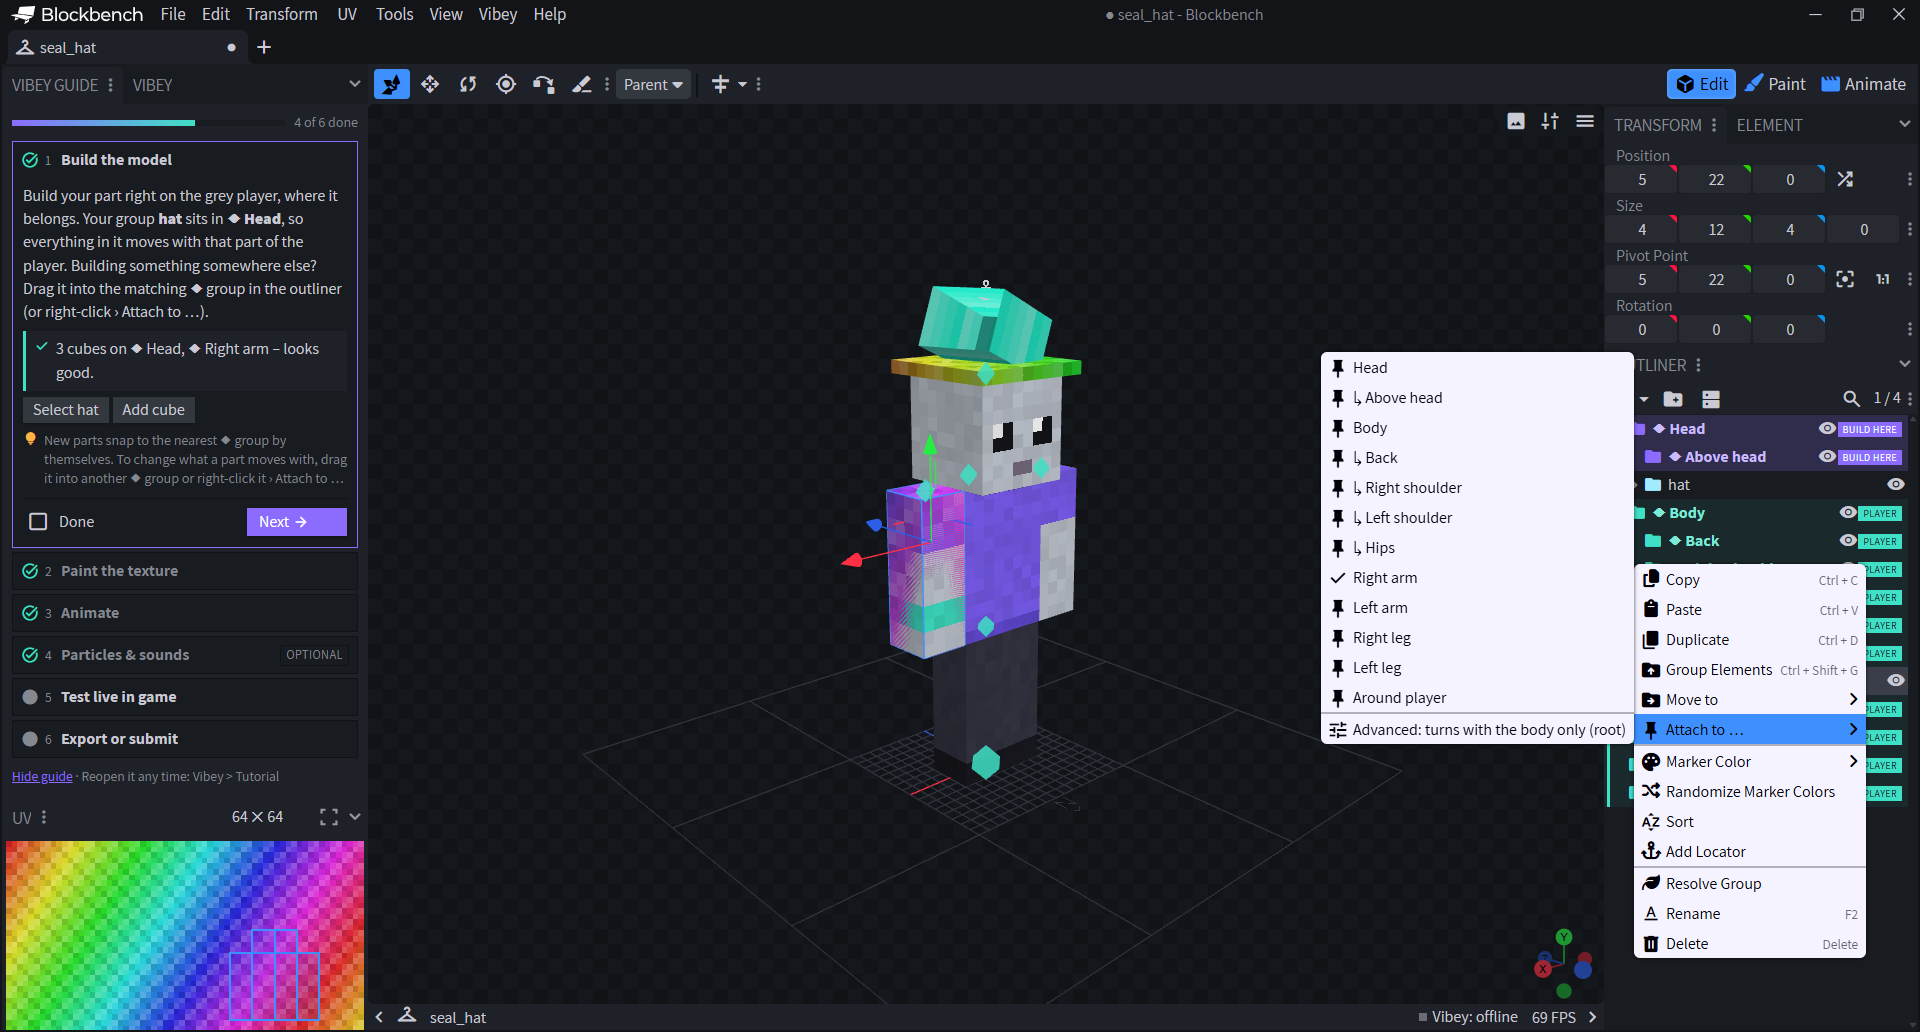 Blockbench File Edit Transform UV Tools View Vibey Help
● seal_hat - Blockbench
seal_hat
VIBEY GUIDE VIBEY
Parent
Edit Paint Animate
4 of 6 done
1 Build the model
Build your part right on the grey player, where it
belongs. Your group hat sits in ◆ Head, so
everything in it moves with that part of the
player. Building something somewhere else?
Drag it into the matching ◆ group in the outliner
(or right-click › Attach to …).
3 cubes on ◆ Head, ◆ Right arm – looks
good.
Select hat Add cube
New parts snap to the nearest ◆ group by
themselves. To change what a part moves with, drag
it into another ◆ group or right-click it › Attach to …
Done Next →
2 Paint the texture
3 Animate
4 Particles & sounds OPTIONAL
5 Test live in game
6 Export or submit
Hide guide · Reopen it any time: Vibey > Tutorial
UV 64 × 64
TRANSFORM ELEMENT
Position
5 22 0
Size
4 12 4 0
Pivot Point
5 22 0 1:1
Rotation
0 0 0
TLINER
1 / 4
◆ Head BUILD HERE
◆ Above head BUILD HERE
hat
◆ Body PLAYER
◆ Back PLAYER
PLAYER
LAYER
LAYER
LAYER
LAYER
LAYER
LAYER
LAYER
Head
Above head
Body
Back
Right shoulder
Left shoulder
Hips
Right arm
Left arm
Right leg
Left leg
Around player
Advanced: turns with the body only (root)
Copy Ctrl + C
Paste Ctrl + V
Duplicate Ctrl + D
Group Elements Ctrl + Shift + G
Move to
Attach to …
Marker Color
Randomize Marker Colors
Sort
Add Locator
Resolve Group
Rename F2
Delete Delete
Y
X
seal_hat
Vibey: offline 69 FPS